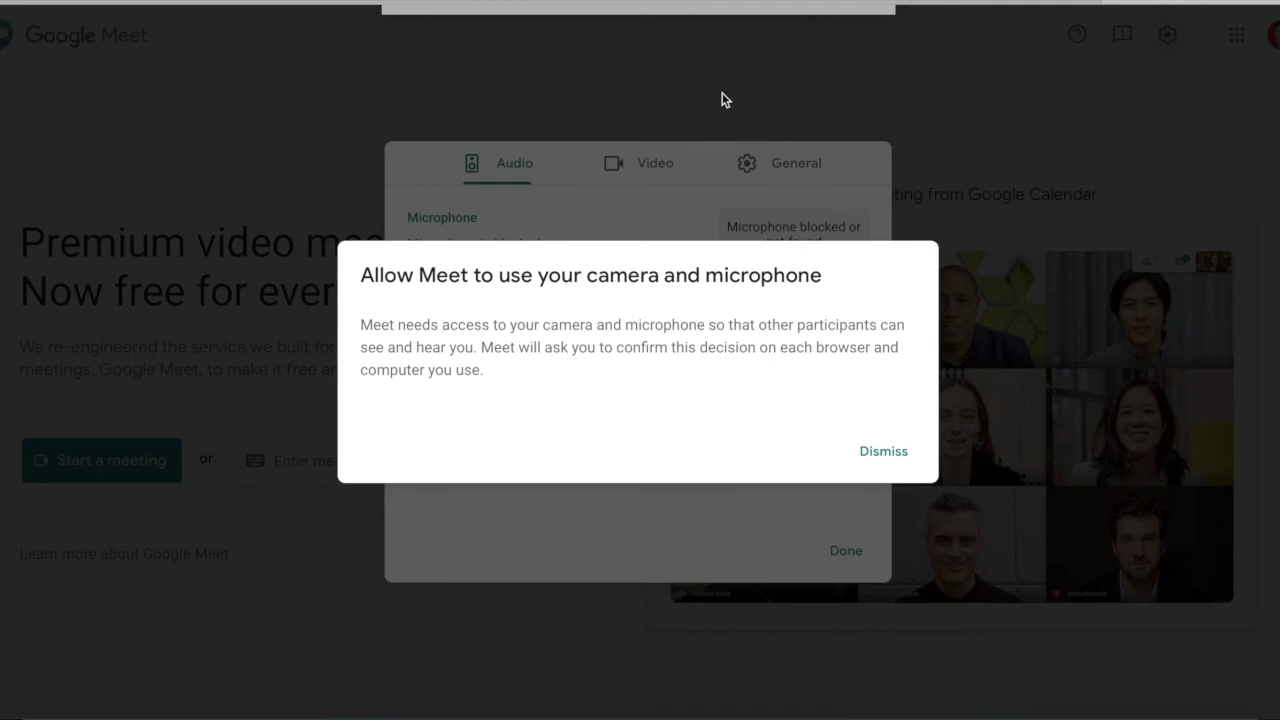 Google Meet
Audio
Video
General
ting from Google Calendar
Microphone
Microphone blocked or
Premium video me
Now free for ever
Allow Meet to use your camera and microphone
Meet needs access to your camera and microphone so that other participants can
see and hear you. Meet will ask you to confirm this decision on each browser and
computer you use.
We re-engineered the service we built for
meetings, Google Meet, to make it free a
Dismiss
Start a meeting
or
Enter me
Learn more about Google Meet
Done